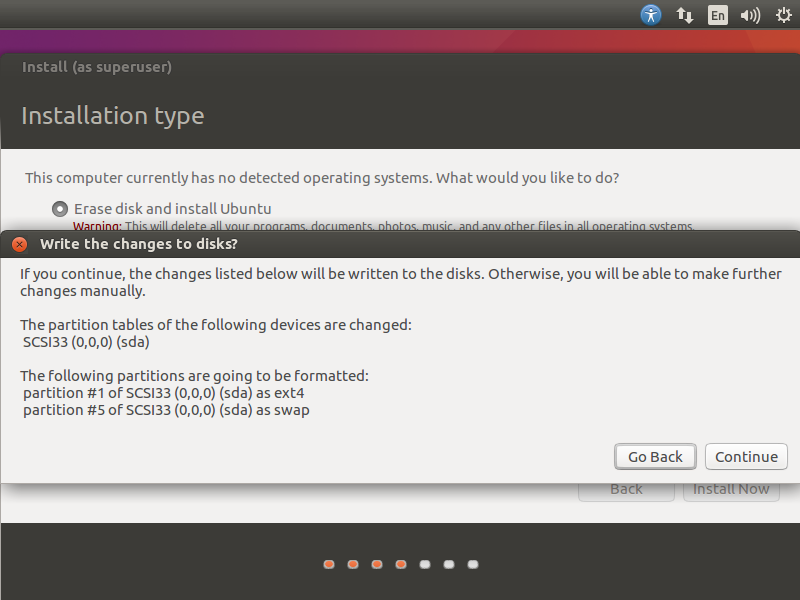 En
Install (as superuser)
Installation type
This computer currently has no detected operating systems. What would you like to do?
Erase disk and install Ubuntu
Warning: This will delete all your programs, documents, photos, music, and any other files in all operating systems.
Write the changes to disks?
If you continue, the changes listed below will be written to the disks. Otherwise, you will be able to make further
changes manually.
The partition tables of the following devices are changed:
SCSI33 (0,0,0) (sda)
The following partitions are going to be formatted:
partition #1 of SCSI33 (0,0,0) (sda) as ext4
partition #5 of SCSI33 (0,0,0) (sda) as swap
Go Back
Continue
Back
Install Now